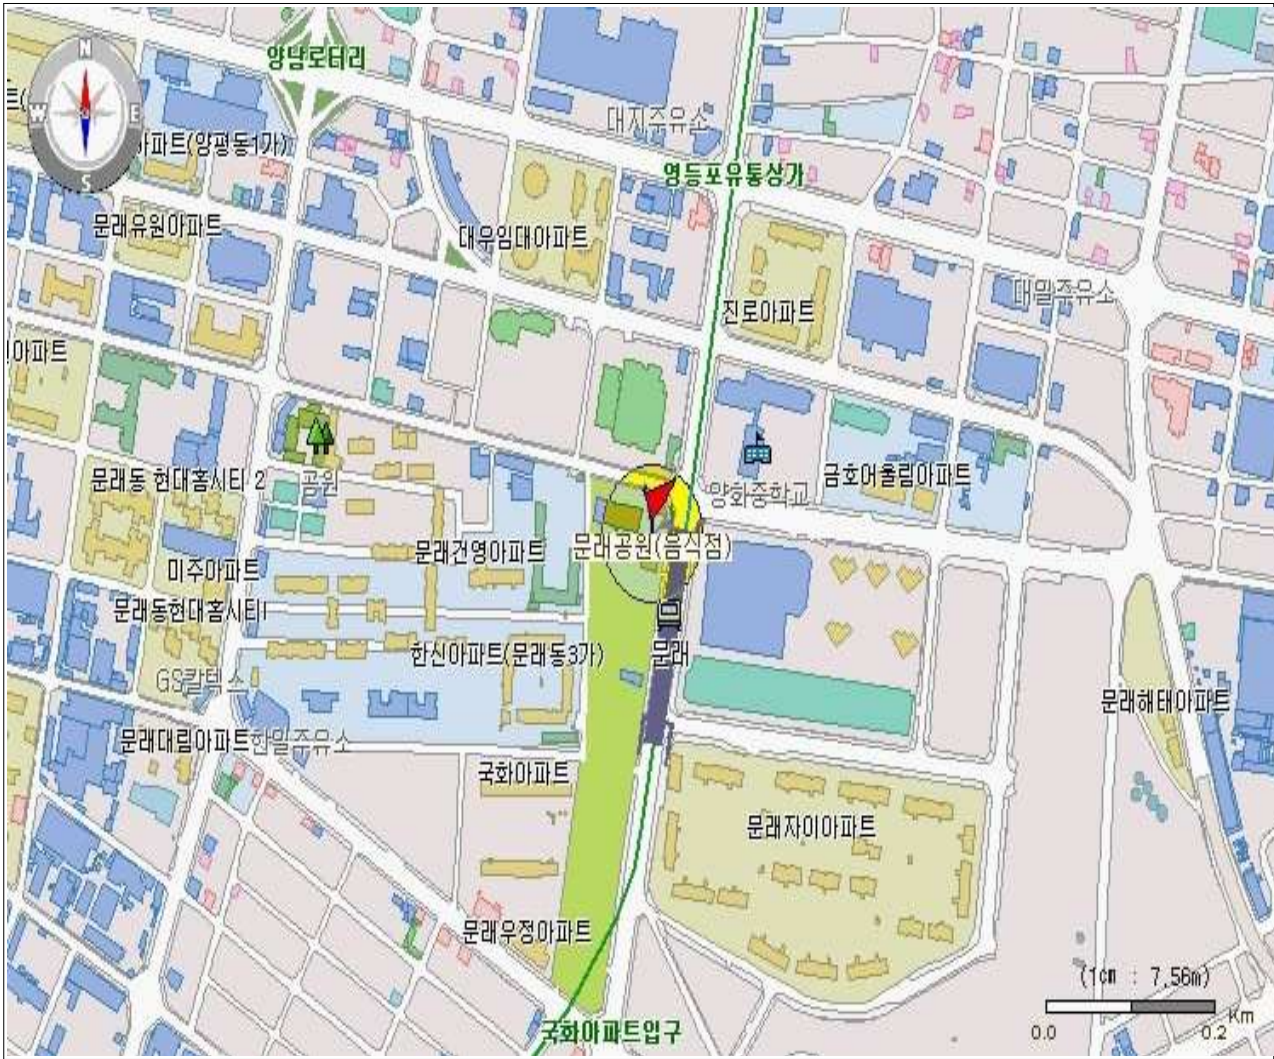 양남로터리
N
W
E
S
대지주유소
아파트(양평동1가)
영등포유통상가
문래유원아파트
대우임대아파트
대밀주유소
진로아파트
아파트
문래동 현대홈시티 2
공원
양화중학교
금호어울림아파트
문래건영아파트
문래공원(음식점)
미주아파트
문래동현대홈시티I
한신아파트(문래동3가)
문래
GS칼텍스
문래해태아파트
문래대림아파트
한일주유소
국화아파트
문래자이아파트
문래우정아파트
(1cm : 7,56m)
국화아파트입구
0.0
0.2
Km